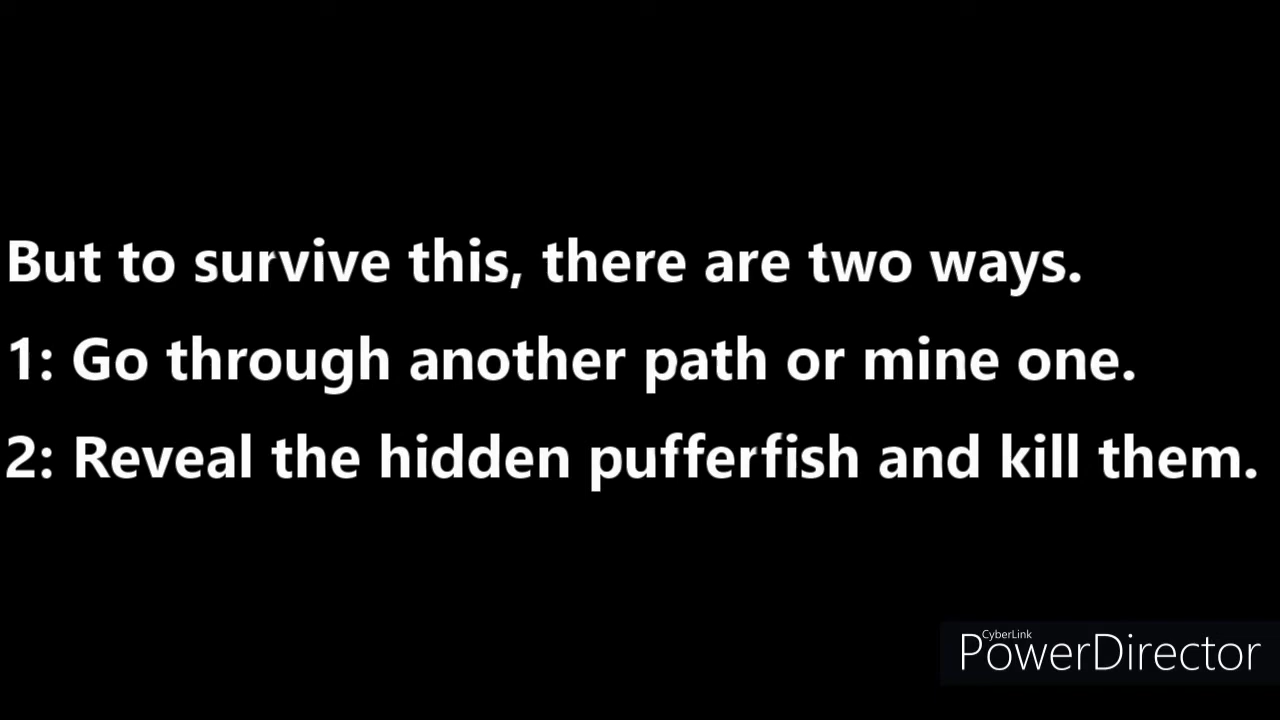 But to survive this, there are two ways.
1: Go through another path or mine one.
2: Reveal the hidden pufferfish and kill them.
CyberLink
PowerDirector